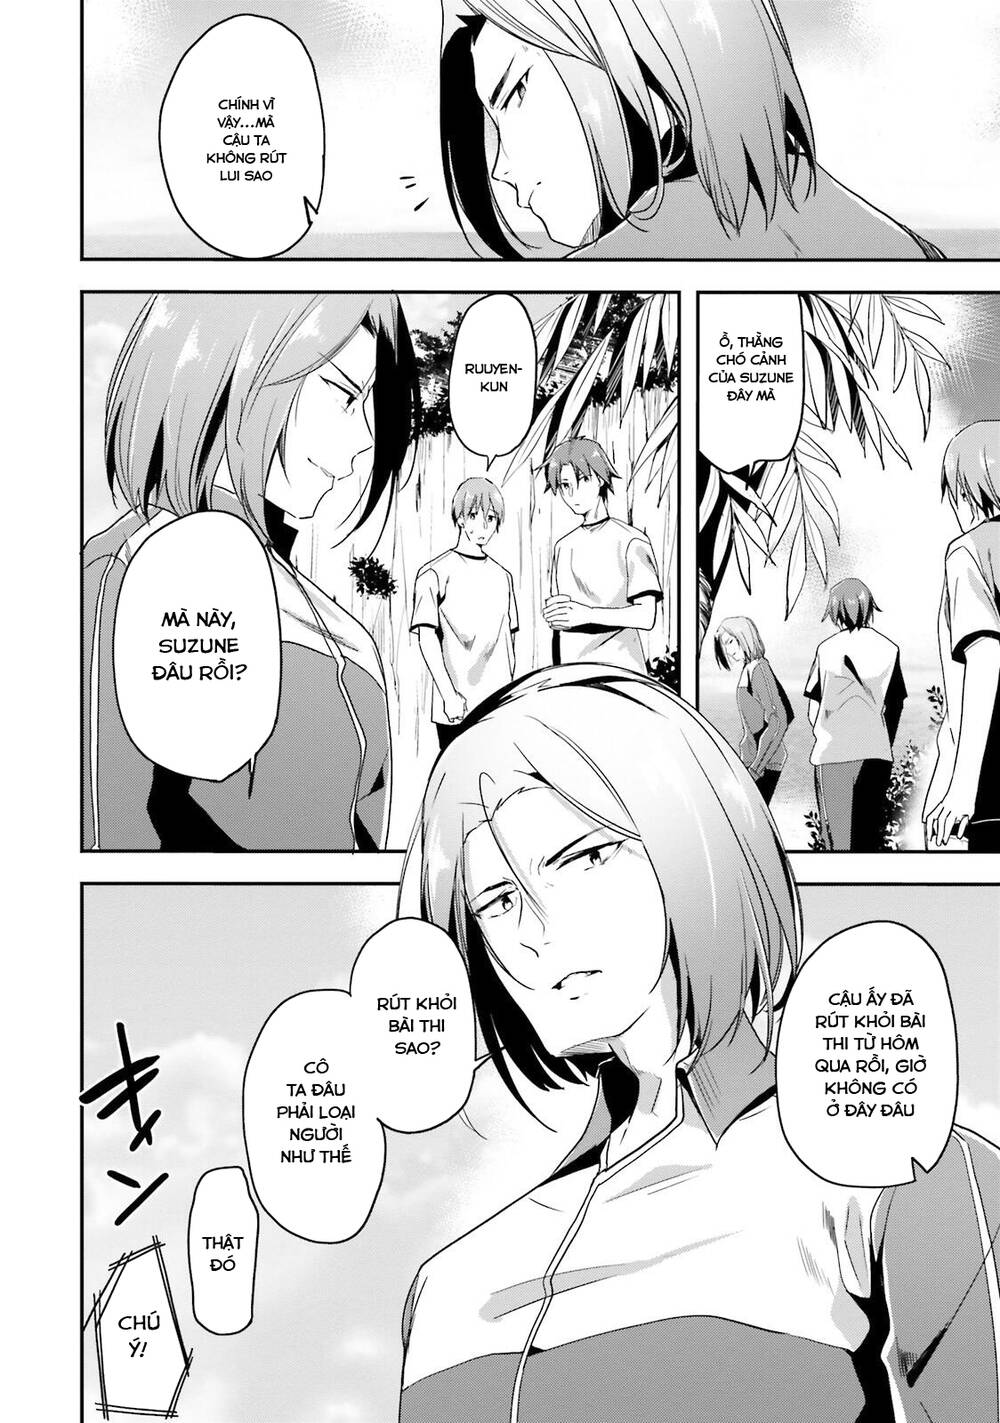 CHÍNH VÌ
VẬY...MÀ
CẬU TA
KHÔNG RÚT
LUI SAO
Ồ, THẰNG
CHÓ CẢNH
CỦA SUZUNE
ĐÂY MÀ
RUUYEN-
KUN
MÀ NÀY,
SUZUNE
ĐÂU RỒI?
CẬU ẤY ĐÃ
RÚT KHỎI BÀI
THI TỪ HÔM
QUA RỒI, GIỜ
KHÔNG CÓ
Ở ĐÂY ĐÂU
RÚT KHỎI
BÀI THI
SAO?
CÔ
TA ĐÂU
PHẢI LOẠI
NGƯỜI
NHƯ THẾ
THẬT
ĐÓ
キーン
CHÚ
Ý!